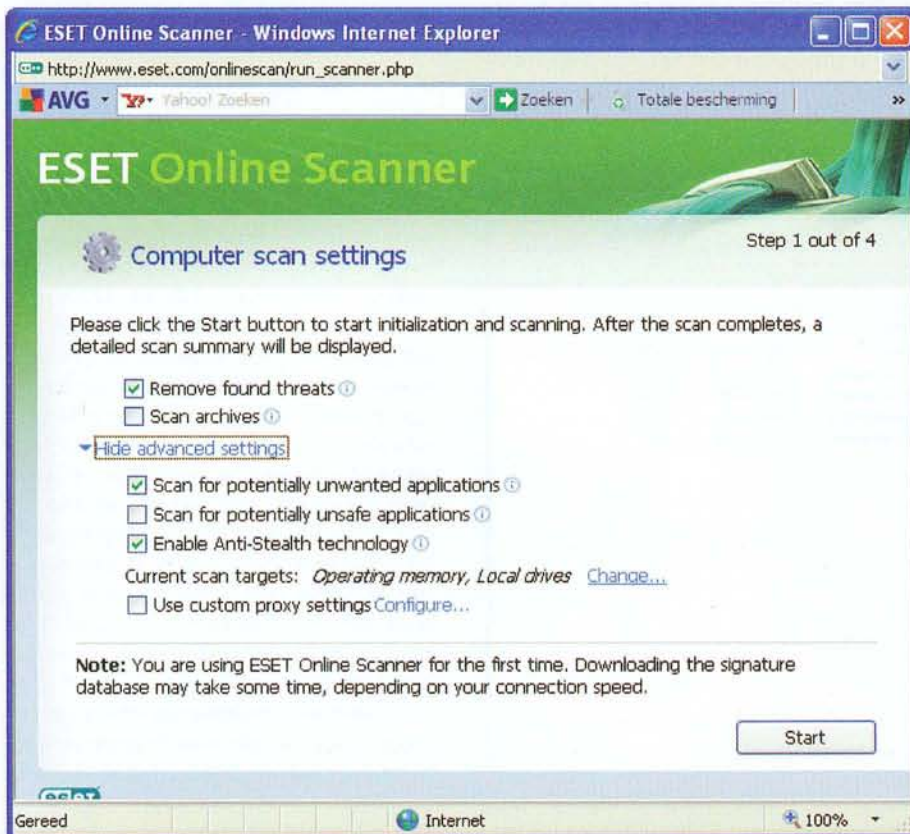 ESET Online Scanner - Windows Internet Explorer
http://www.eset.com/onlinescan/run_scanner.php
AVG Y! Yahoo! Zoeken Zoeken Totale bescherming »
ESET Online Scanner
Computer scan settings
Step 1 out of 4
Please click the Start button to start initialization and scanning. After the scan completes, a
detailed scan summary will be displayed.
Remove found threats
Scan archives
Hide advanced settings
Scan for potentially unwanted applications
Scan for potentially unsafe applications
Enable Anti-Stealth technology
Current scan targets: Operating memory, Local drives Change...
Use custom proxy settings Configure...
Note: You are using ESET Online Scanner for the first time. Downloading the signature
database may take some time, depending on your connection speed.
Start
eset
Gereed Internet 100%